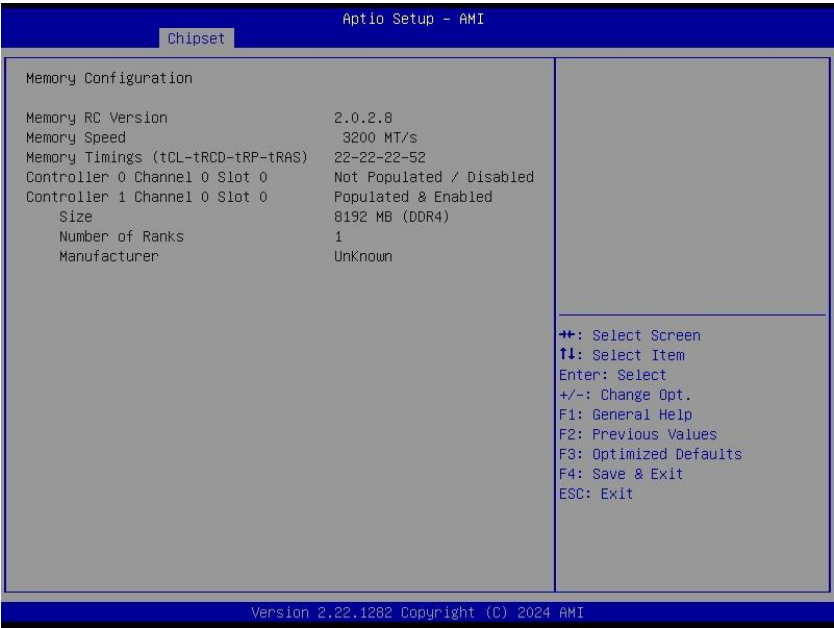 Aptio Setup - AMI
Chipset
Memory Configuration
Memory RC Version 2.0.2.8
Memory Speed 3200 MT/s
Memory Timings (tCL-tRCD-tRP-tRAS) 22-22-22-52
Controller 0 Channel 0 Slot 0 Not Populated / Disabled
Controller 1 Channel 0 Slot 0 Populated & Enabled
Size 8192 MB (DDR4)
Number of Ranks 1
Manufacturer UnKnown
→←: Select Screen
↑↓: Select Item
Enter: Select
+/-: Change Opt.
F1: General Help
F2: Previous Values
F3: Optimized Defaults
F4: Save & Exit
ESC: Exit
Version 2.22.1282 Copyright (C) 2024 AMI